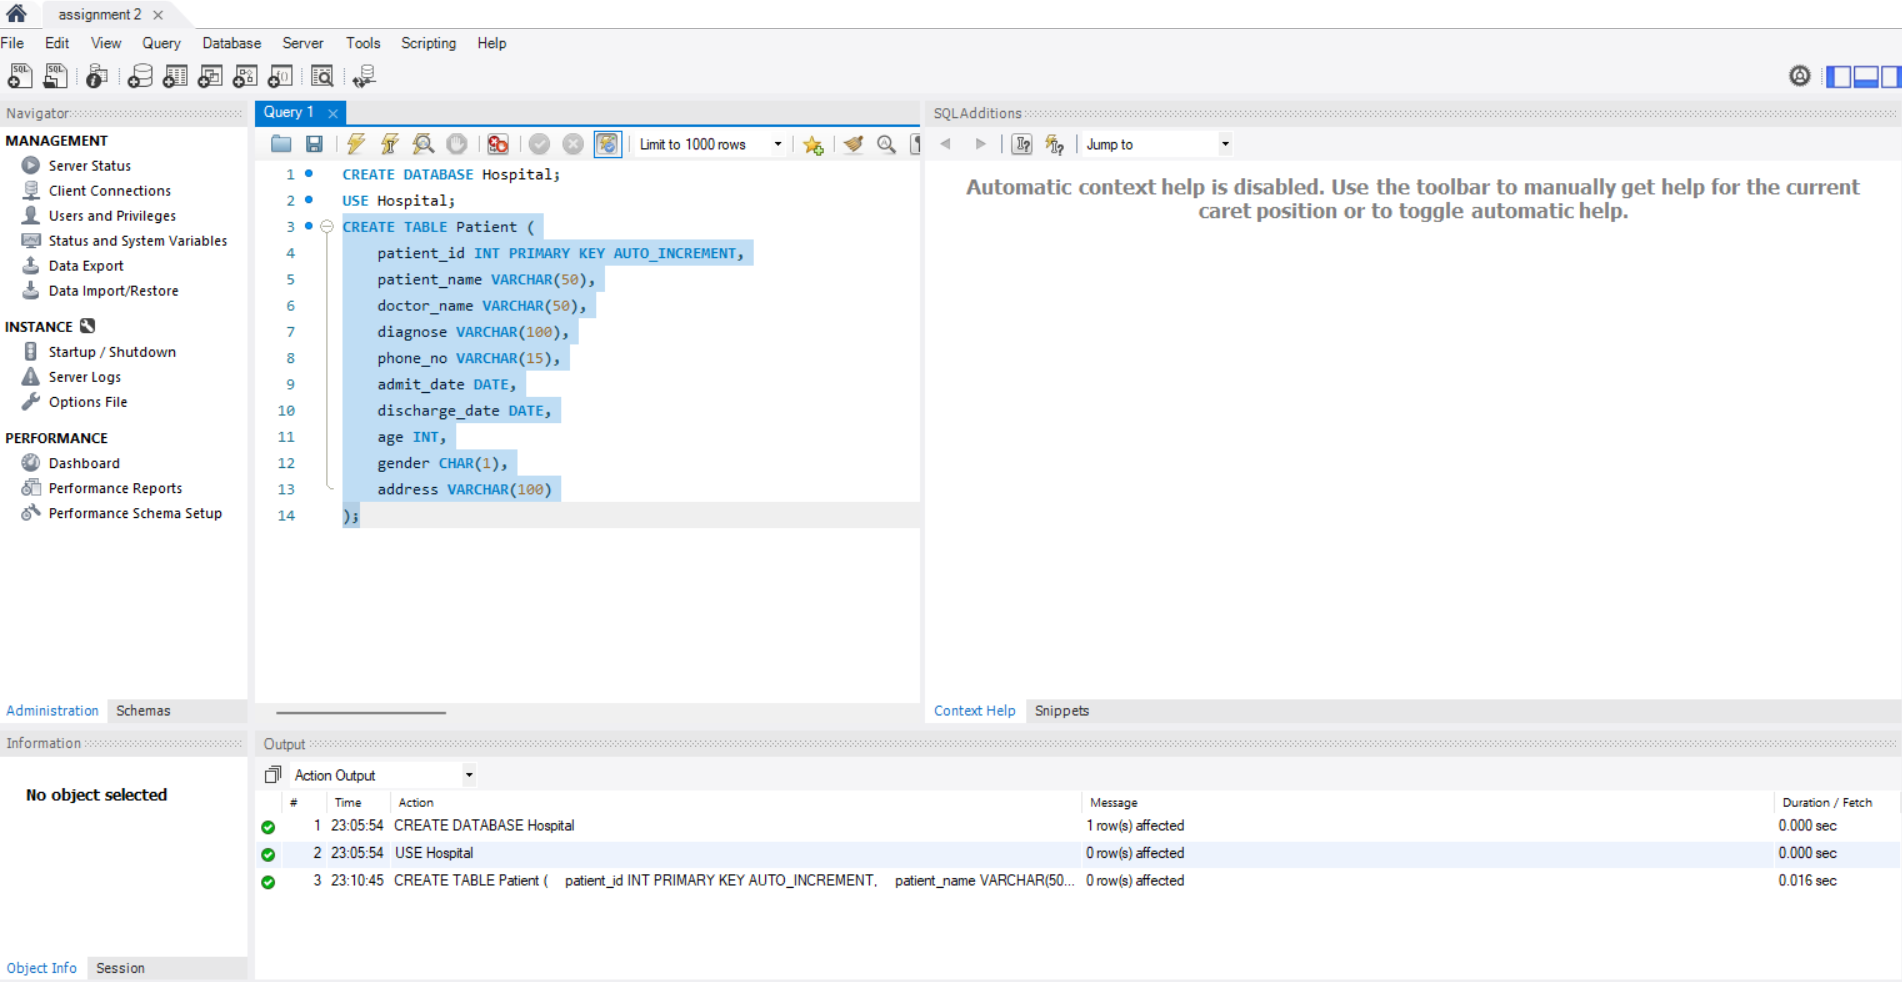 assignment 2
File Edit View Query Database Server Tools Scripting Help
Navigator
MANAGEMENT
Server Status
Client Connections
Users and Privileges
Status and System Variables
Data Export
Data Import/Restore
INSTANCE
Startup / Shutdown
Server Logs
Options File
PERFORMANCE
Dashboard
Performance Reports
Performance Schema Setup
Administration Schemas
Query 1
Limit to 1000 rows
1 CREATE DATABASE Hospital;
2 USE Hospital;
3 CREATE TABLE Patient (
4 patient_id INT PRIMARY KEY AUTO_INCREMENT,
5 patient_name VARCHAR(50),
6 doctor_name VARCHAR(50),
7 diagnose VARCHAR(100),
8 phone_no VARCHAR(15),
9 admit_date DATE,
10 discharge_date DATE,
11 age INT,
12 gender CHAR(1),
13 address VARCHAR(100)
14 );
SQLAdditions
Jump to
Automatic context help is disabled. Use the toolbar to manually get help for the current
caret position or to toggle automatic help.
Context Help Snippets
Information
No object selected
Object Info Session
Output
Action Output
# Time Action Message Duration / Fetch
1 23:05:54 CREATE DATABASE Hospital 1 row(s) affected 0.000 sec
2 23:05:54 USE Hospital 0 row(s) affected 0.000 sec
3 23:10:45 CREATE TABLE Patient ( patient_id INT PRIMARY KEY AUTO_INCREMENT, patient_name VARCHAR(50... 0 row(s) affected 0.016 sec